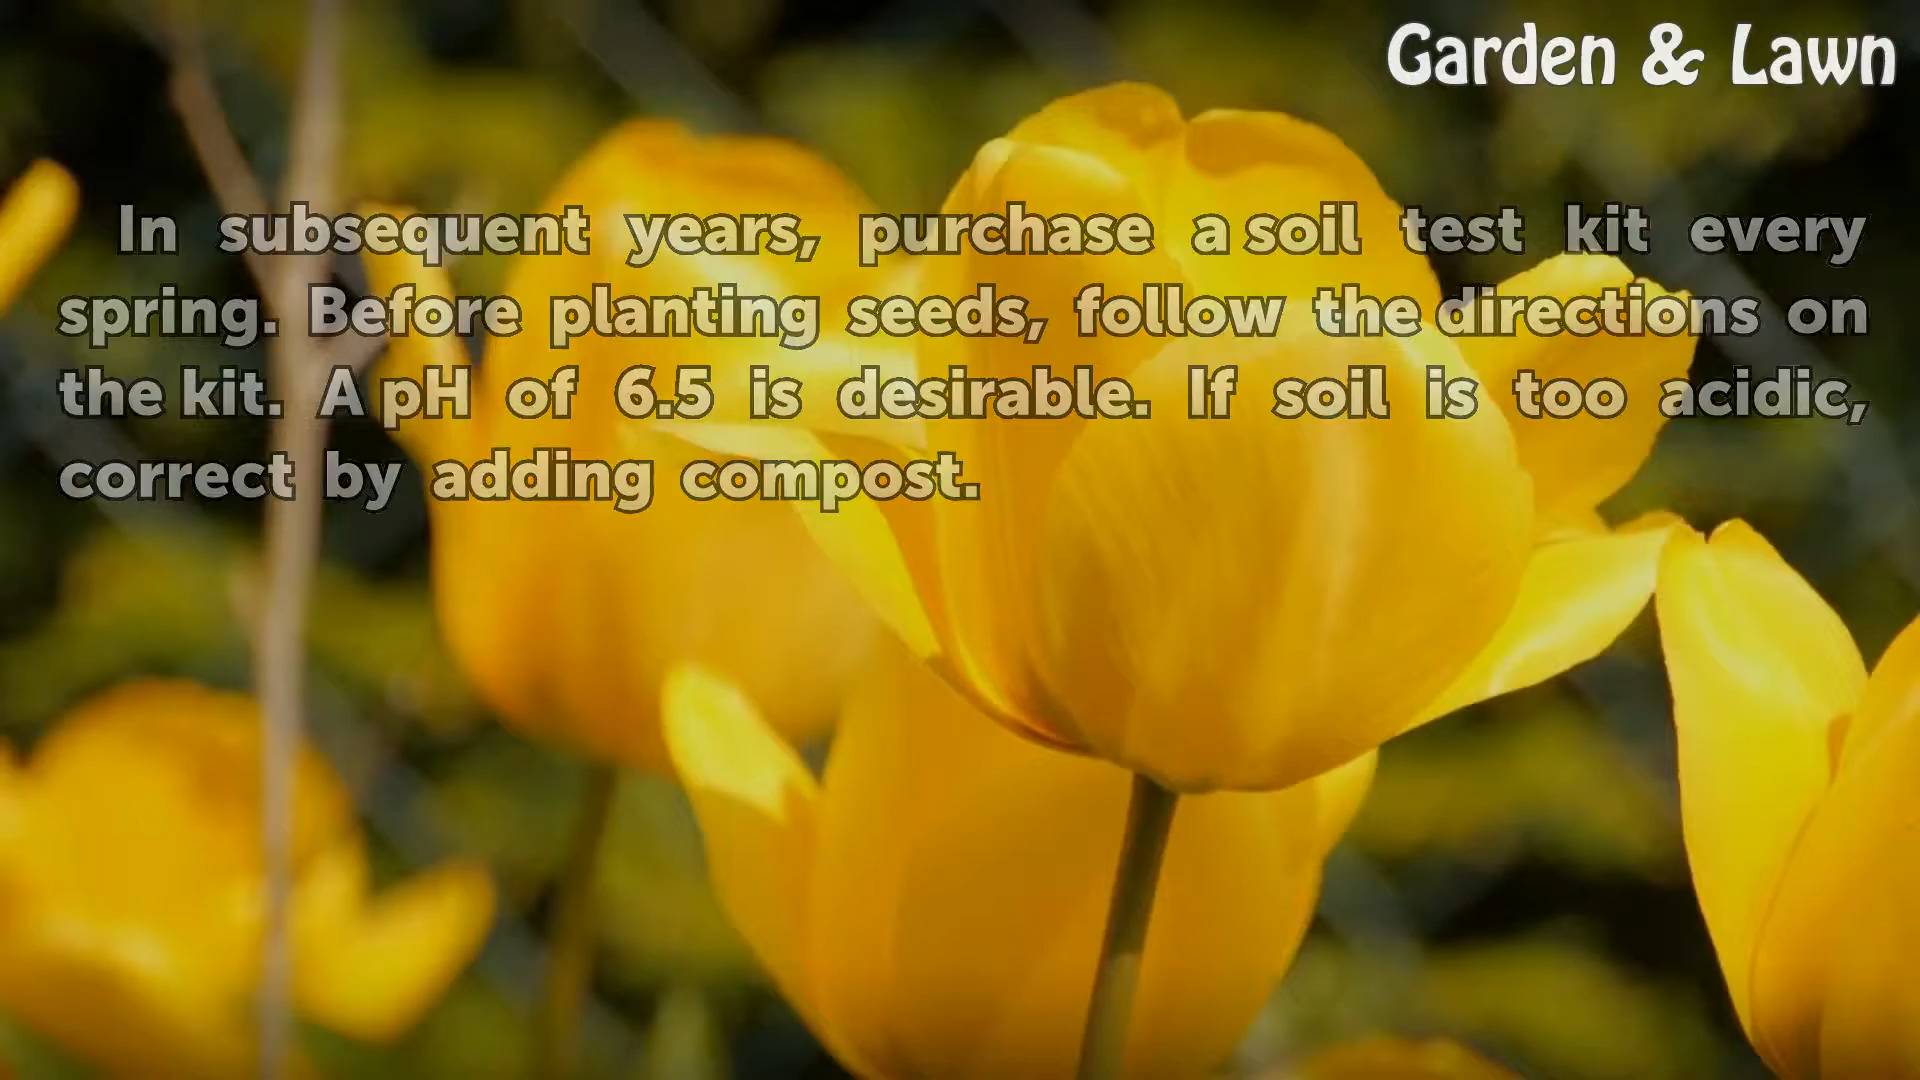 Garden & Lawn
In subsequent years, purchase a soil test kit every
spring. Before planting seeds, follow the directions on
the kit. A pH of 6.5 is desirable. If soil is too acidic,
correct by adding compost.